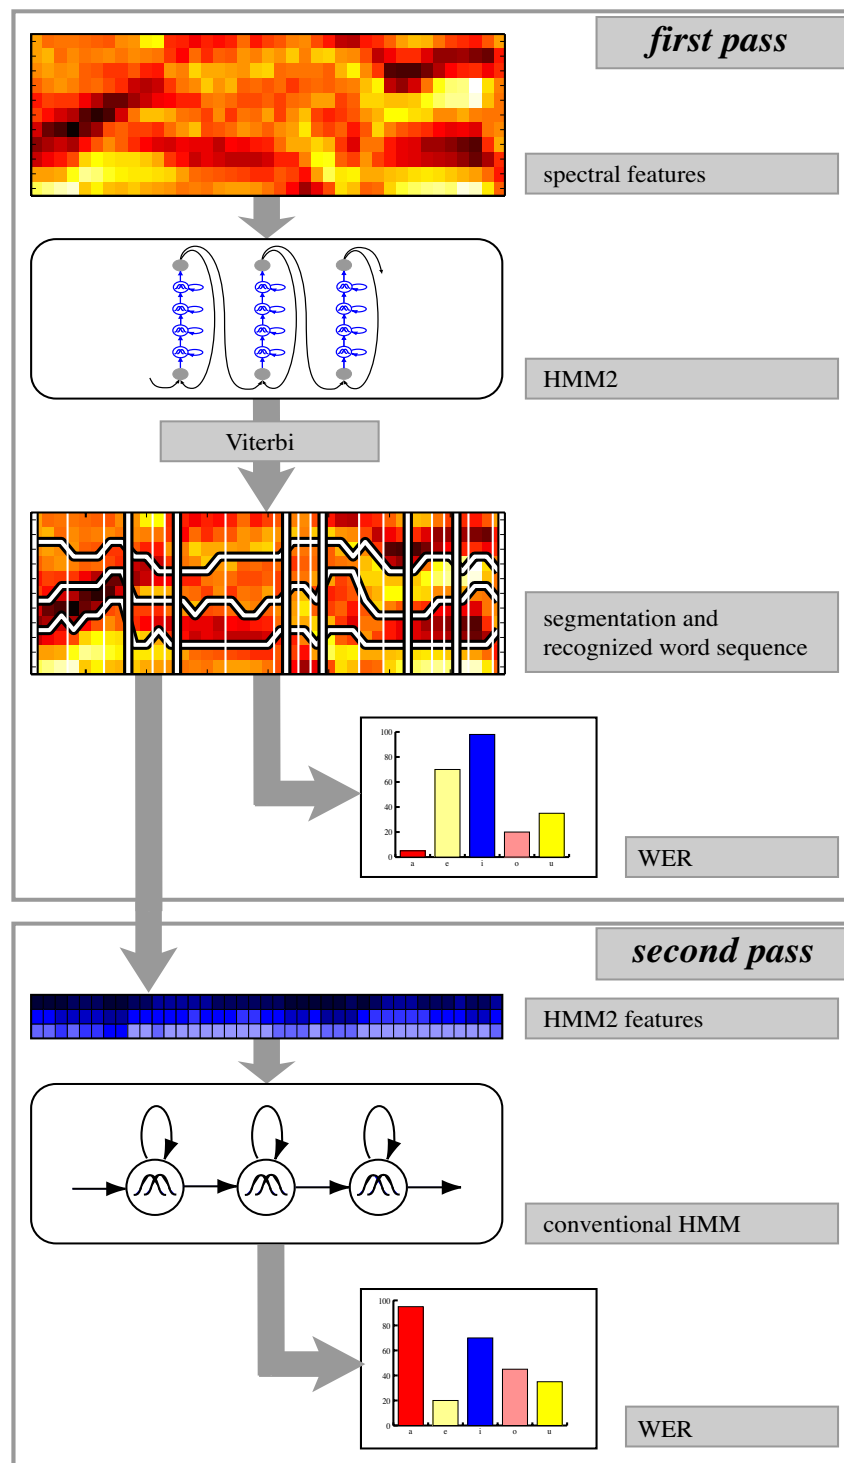 first pass
spectral features
HMM2
Viterbi
segmentation and
recognized word sequence
100
80
60
40
20
0
a e i o u
WER
second pass
HMM2 features
conventional HMM
100
80
60
40
20
0
a e i o u
WER